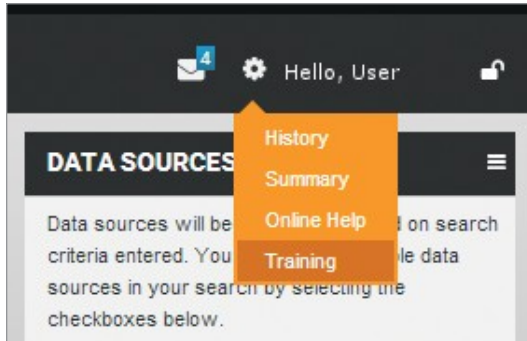 4
Hello, User
History
Summary
Online Help
Training
DATA SOURCES
Data sources will be on search
criteria entered. You le data
sources in your search by selecting the
checkboxes below.